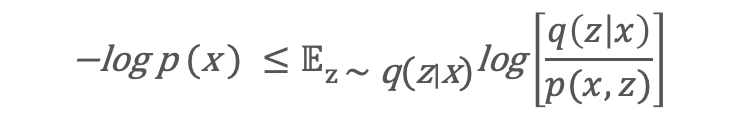 −log p(x) ≤ 𝔼_{z ~ q(z|x)} log[q(z|x) / p(x, z)]